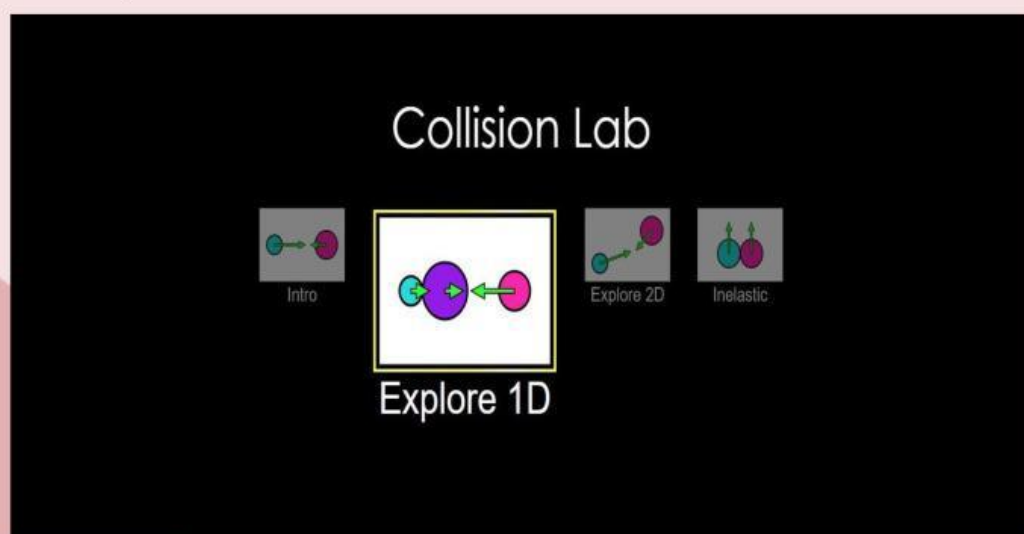 Collision Lab
Intro
Explore 1D
Explore 2D
Inelastic